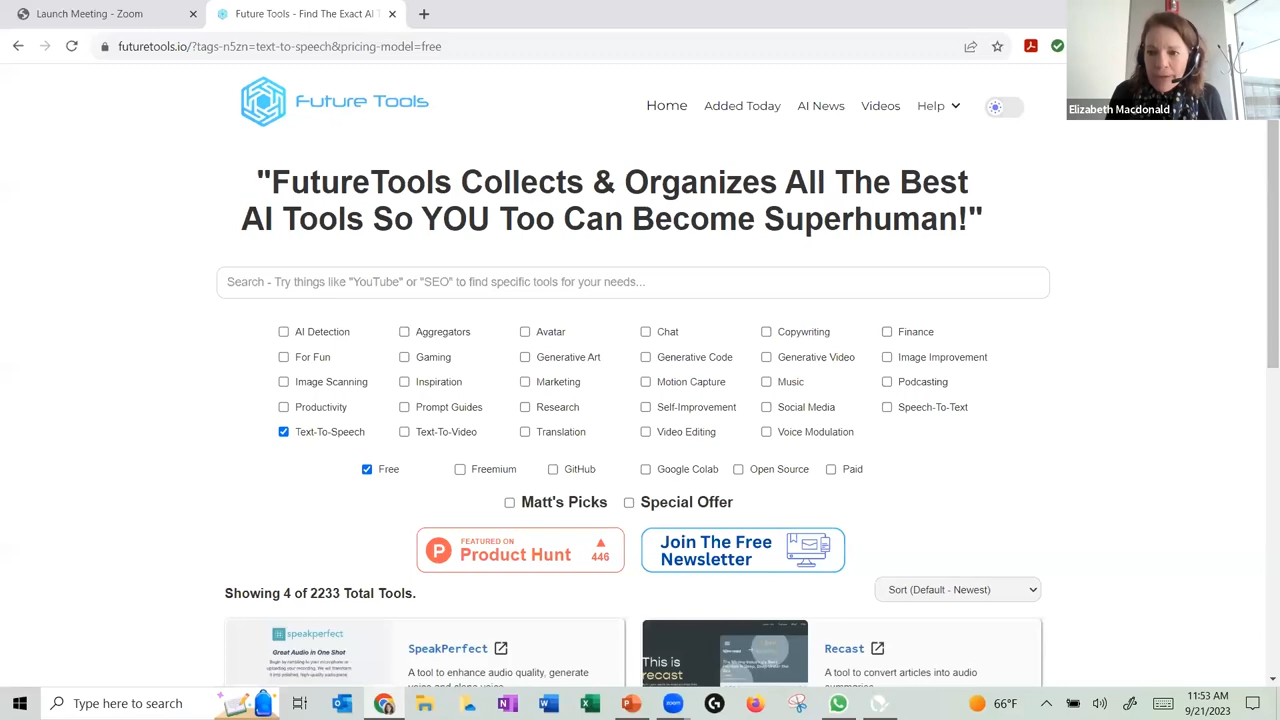 Launch Meeting - Zoom
Future Tools - Find The Exact AI T
futuretools.io/?tags-n5zn=text-to-speech&pricing-model=free
Elizabeth Macdonald
Future Tools
Home Added Today AI News Videos Help
"FutureTools Collects & Organizes All The Best
AI Tools So YOU Too Can Become Superhuman!"
Search - Try things like "YouTube" or "SEO" to find specific tools for your needs...
AI Detection Aggregators Avatar Chat Copywriting Finance
For Fun Gaming Generative Art Generative Code Generative Video Image Improvement
Image Scanning Inspiration Marketing Motion Capture Music Podcasting
Productivity Prompt Guides Research Self-Improvement Social Media Speech-To-Text
Text-To-Speech Text-To-Video Translation Video Editing Voice Modulation
Free Freemium GitHub Google Colab Open Source Paid
Matt's Picks Special Offer
P FEATURED ON
Product Hunt 446
Join The Free
Newsletter
Showing 4 of 2233 Total Tools.
Sort (Default - Newest)
speakperfect
Great Audio in One Shot
SpeakPerfect
A tool to enhance audio quality, generate
This is
recast
Recast
A tool to convert articles into audio
Type here to search
66°F
11:53 AM
9/21/2023